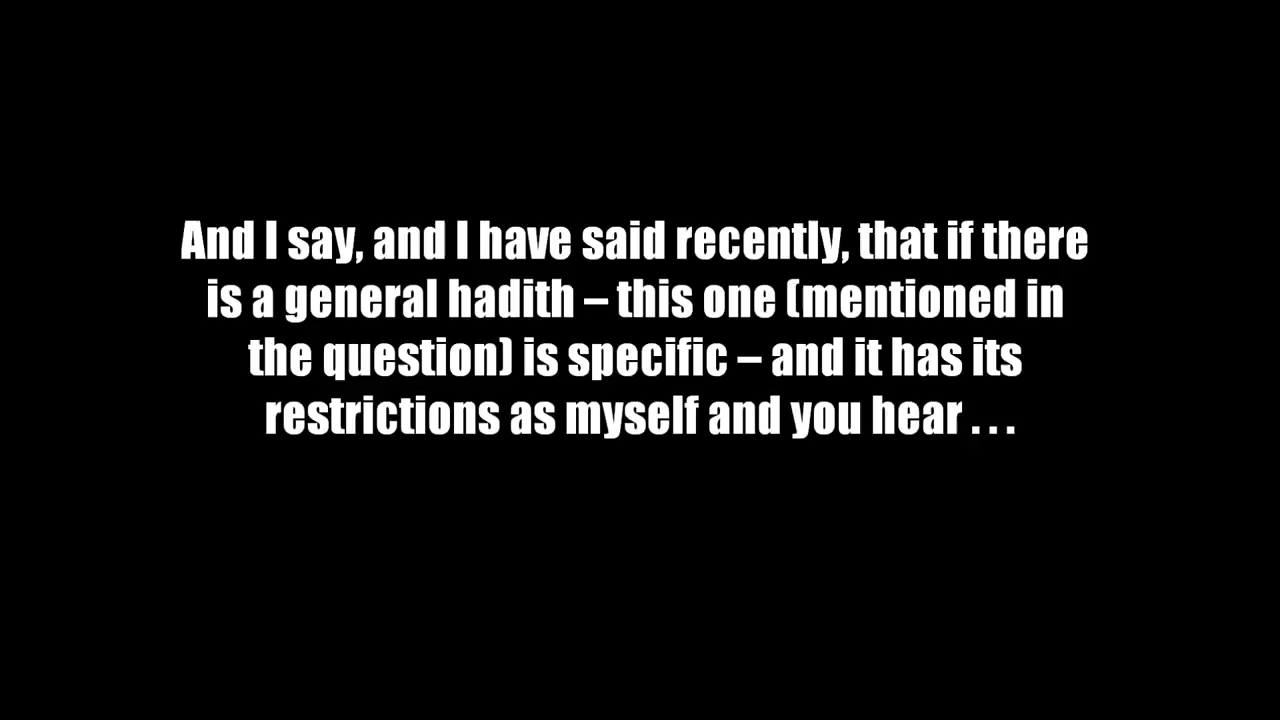 And I say, and I have said recently, that if there
is a general hadith – this one (mentioned in
the question) is specific – and it has its
restrictions as myself and you hear . . .